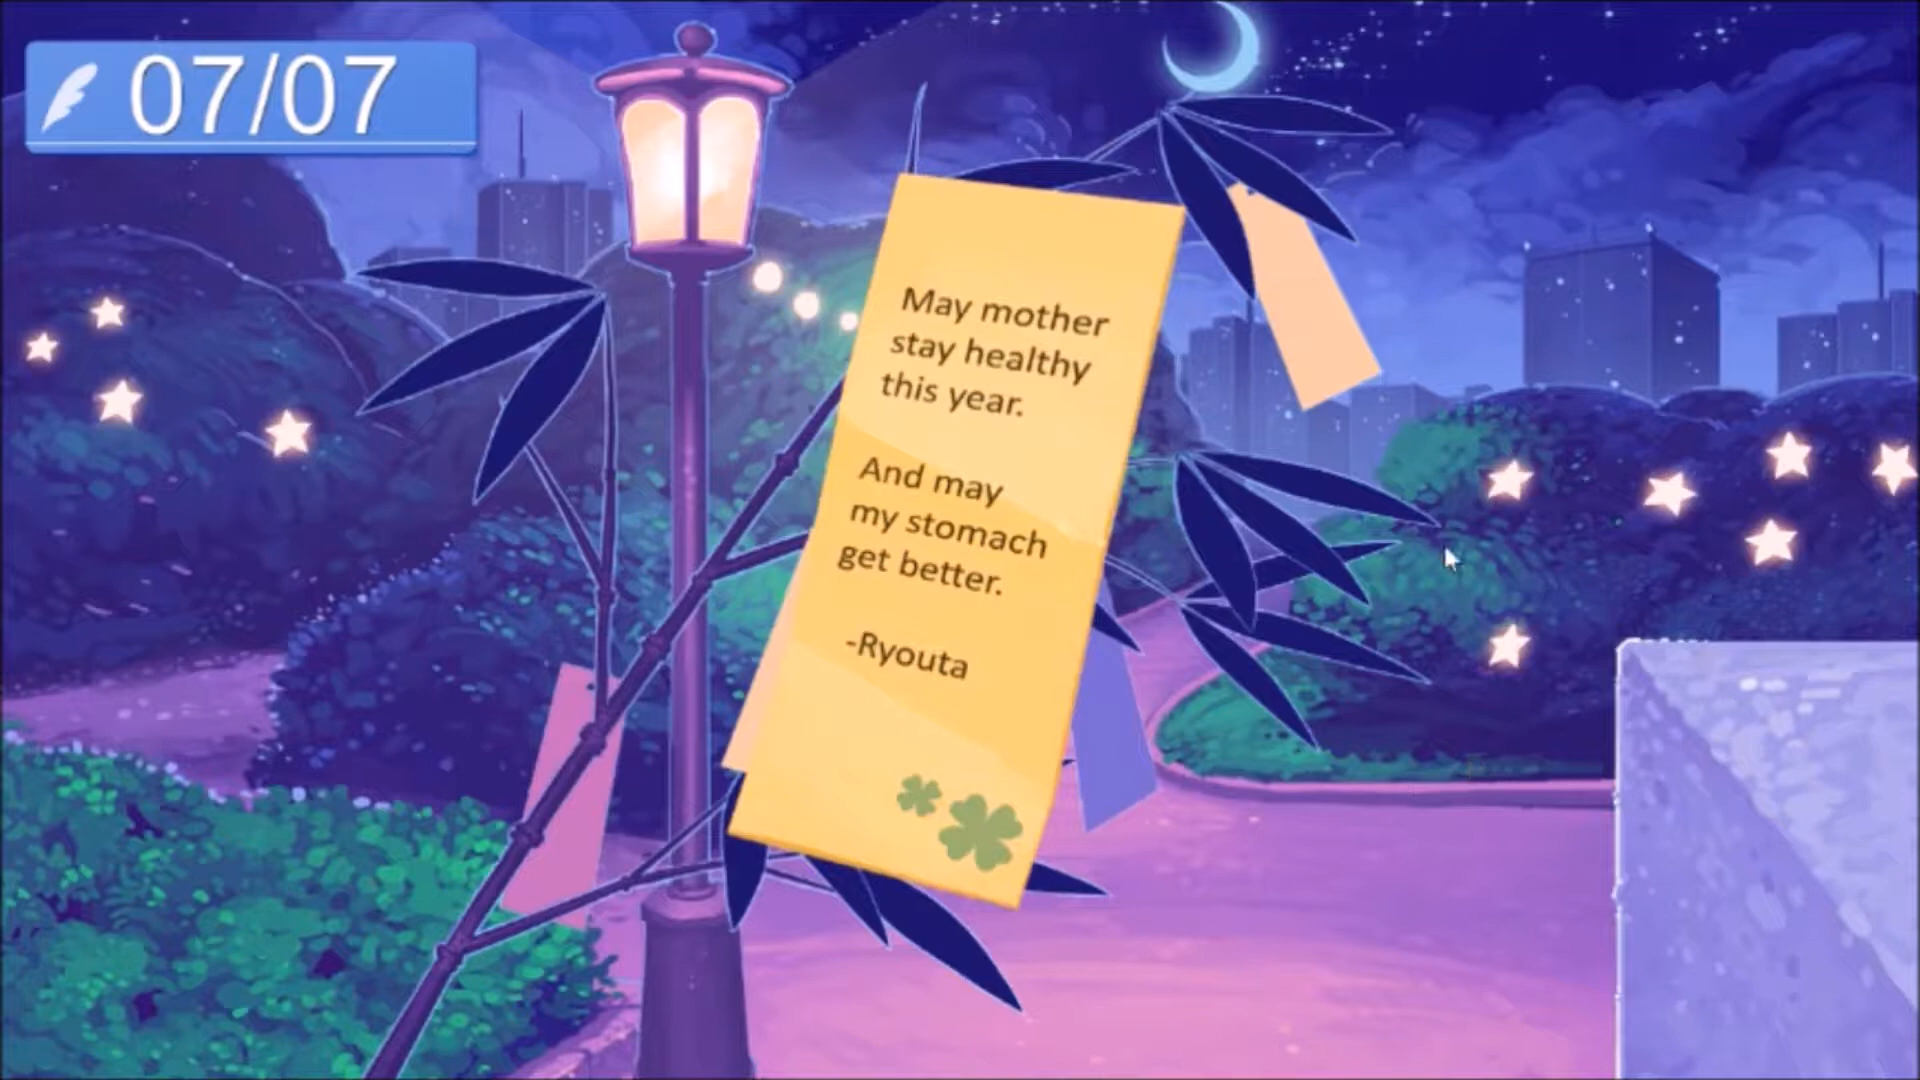 07/07
May mother
stay healthy
this year.
And may
my stomach
get better.
-Ryouta